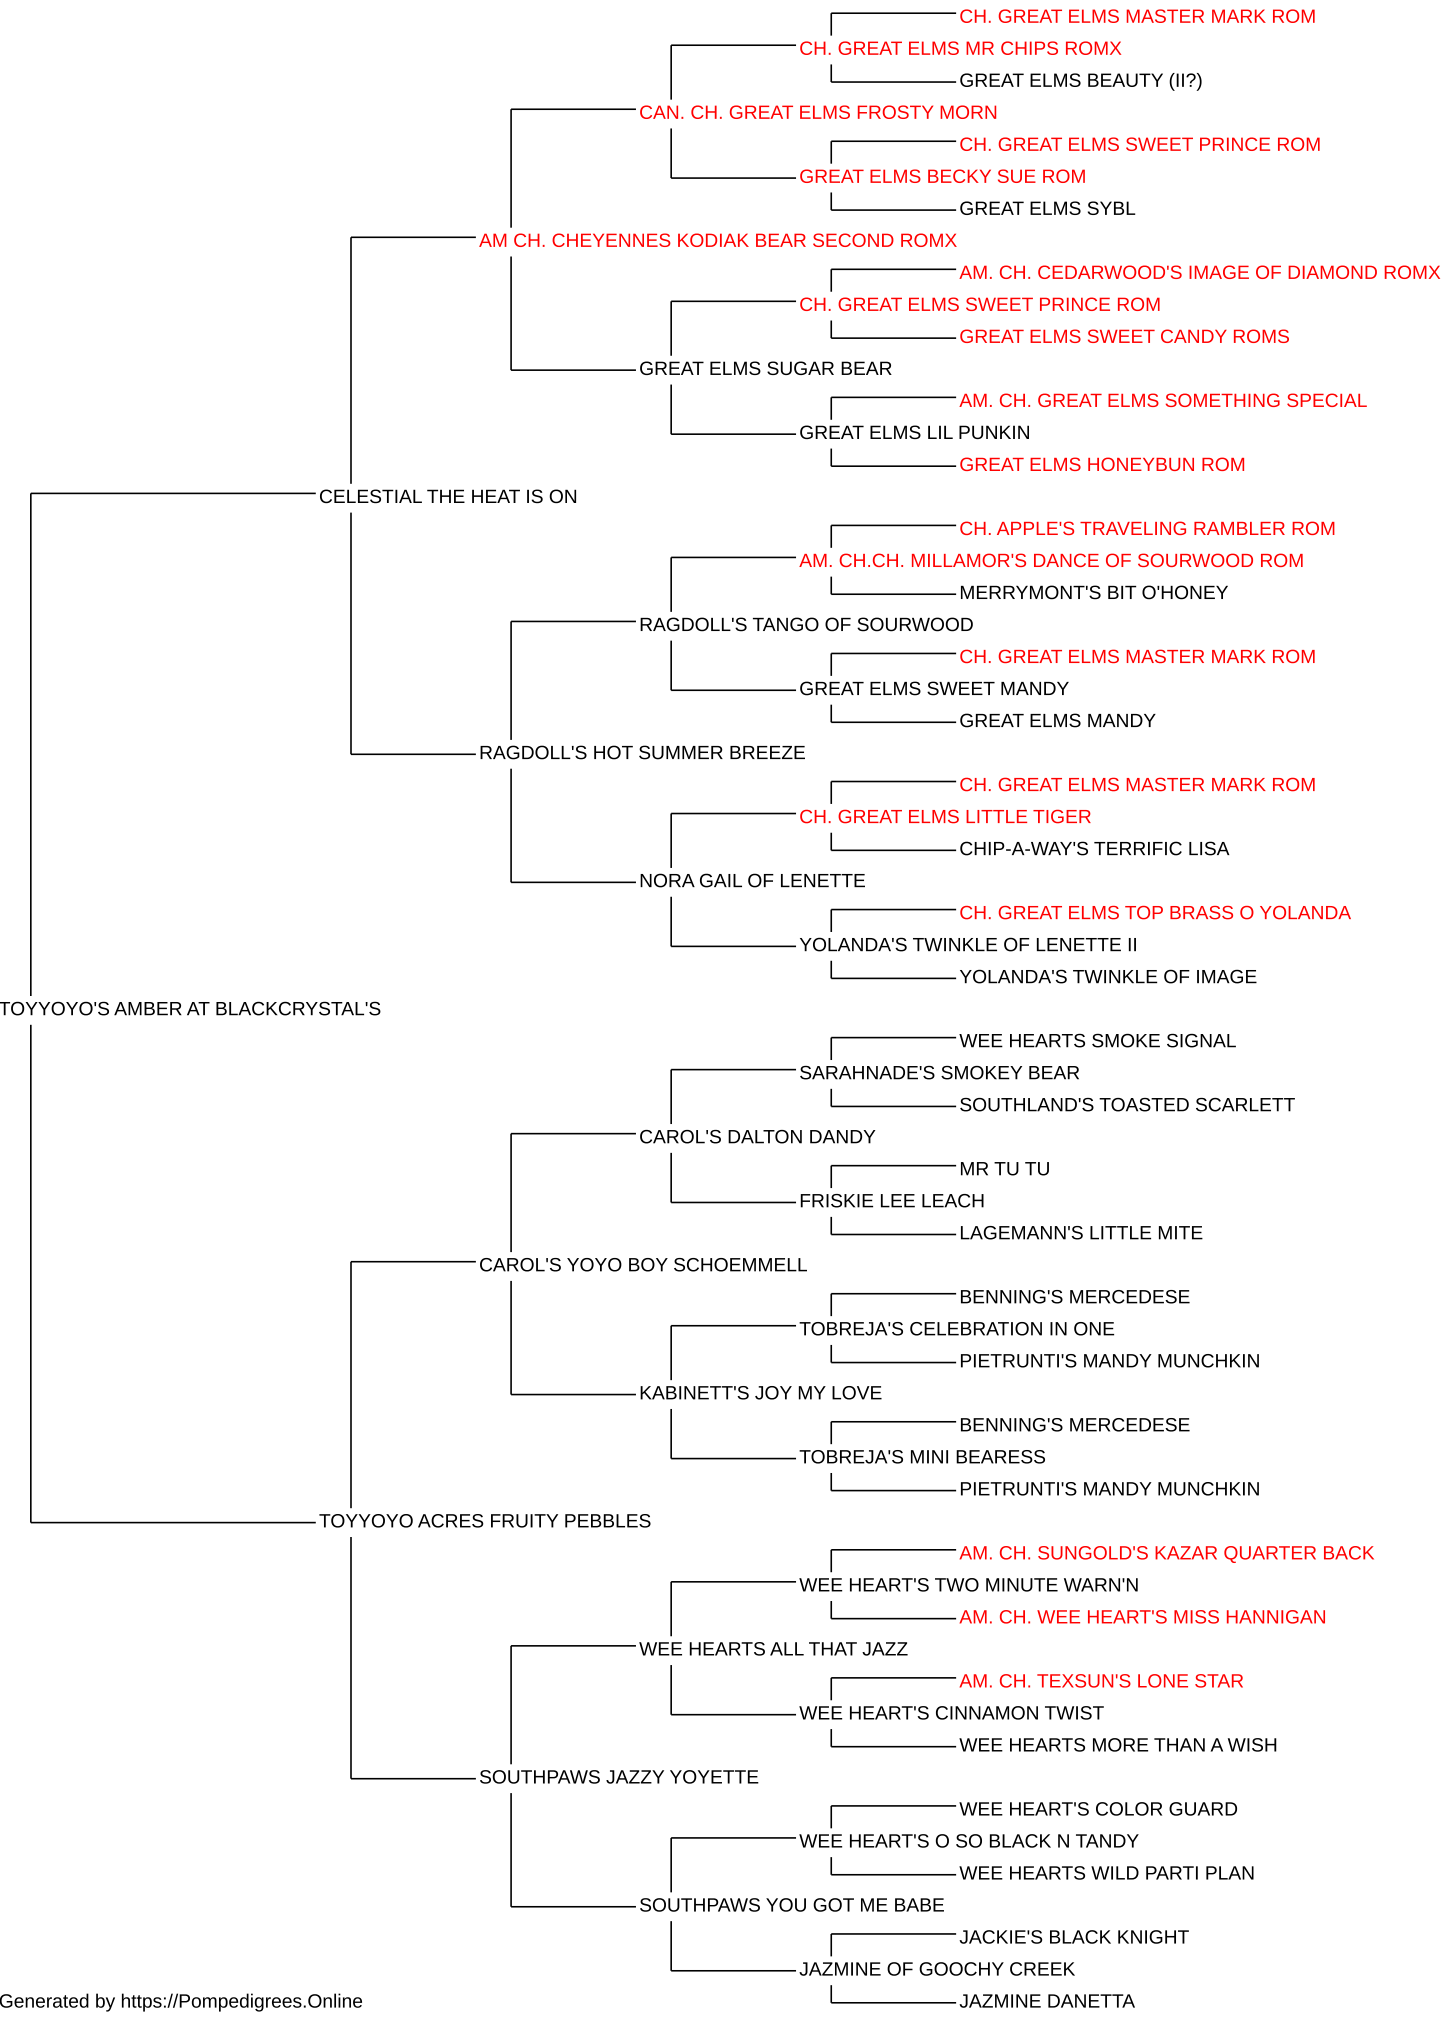 CH. GREAT ELMS MASTER MARK ROM
CH. GREAT ELMS MR CHIPS ROMX
GREAT ELMS BEAUTY (II?)
CAN. CH. GREAT ELMS FROSTY MORN
CH. GREAT ELMS SWEET PRINCE ROM
GREAT ELMS BECKY SUE ROM
GREAT ELMS SYBL
AM CH. CHEYENNES KODIAK BEAR SECOND ROMX
AM. CH. CEDARWOOD'S IMAGE OF DIAMOND ROMX
CH. GREAT ELMS SWEET PRINCE ROM
GREAT ELMS SWEET CANDY ROMS
GREAT ELMS SUGAR BEAR
AM. CH. GREAT ELMS SOMETHING SPECIAL
GREAT ELMS LIL PUNKIN
GREAT ELMS HONEYBUN ROM
CELESTIAL THE HEAT IS ON
CH. APPLE'S TRAVELING RAMBLER ROM
AM. CH.CH. MILLAMOR'S DANCE OF SOURWOOD ROM
MERRYMONT'S BIT O'HONEY
RAGDOLL'S TANGO OF SOURWOOD
CH. GREAT ELMS MASTER MARK ROM
GREAT ELMS SWEET MANDY
GREAT ELMS MANDY
RAGDOLL'S HOT SUMMER BREEZE
CH. GREAT ELMS MASTER MARK ROM
CH. GREAT ELMS LITTLE TIGER
CHIP-A-WAY'S TERRIFIC LISA
NORA GAIL OF LENETTE
CH. GREAT ELMS TOP BRASS O YOLANDA
YOLANDA'S TWINKLE OF LENETTE II
YOLANDA'S TWINKLE OF IMAGE
TOYYOYO'S AMBER AT BLACKCRYSTAL'S
WEE HEARTS SMOKE SIGNAL
SARAHNADE'S SMOKEY BEAR
SOUTHLAND'S TOASTED SCARLETT
CAROL'S DALTON DANDY
MR TU TU
FRISKIE LEE LEACH
LAGEMANN'S LITTLE MITE
CAROL'S YOYO BOY SCHOEMMELL
BENNING'S MERCEDESE
TOBREJA'S CELEBRATION IN ONE
PIETRUNTI'S MANDY MUNCHKIN
KABINETT'S JOY MY LOVE
BENNING'S MERCEDESE
TOBREJA'S MINI BEARESS
PIETRUNTI'S MANDY MUNCHKIN
TOYYOYO ACRES FRUITY PEBBLES
AM. CH. SUNGOLD'S KAZAR QUARTER BACK
WEE HEART'S TWO MINUTE WARN'N
AM. CH. WEE HEART'S MISS HANNIGAN
WEE HEARTS ALL THAT JAZZ
AM. CH. TEXSUN'S LONE STAR
WEE HEART'S CINNAMON TWIST
WEE HEARTS MORE THAN A WISH
SOUTHPAWS JAZZY YOYETTE
WEE HEART'S COLOR GUARD
WEE HEART'S O SO BLACK N TANDY
WEE HEARTS WILD PARTI PLAN
SOUTHPAWS YOU GOT ME BABE
JACKIE'S BLACK KNIGHT
JAZMINE OF GOOCHY CREEK
JAZMINE DANETTA
Generated by https://Pompedigrees.Online